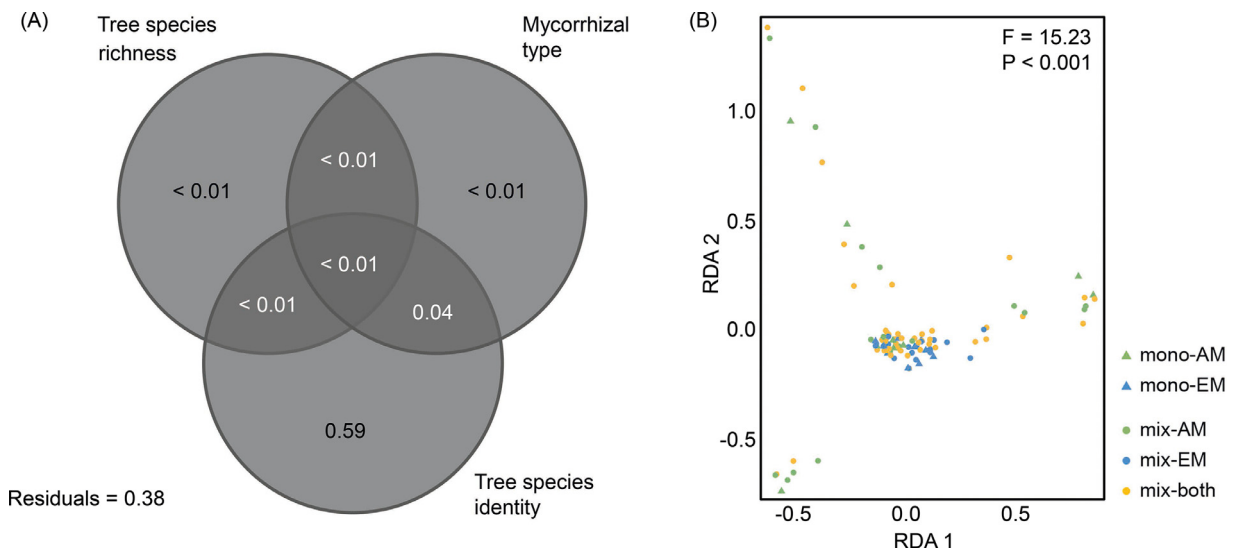 (A)
Tree species
richness
Mycorrhizal
type
< 0.01
< 0.01
< 0.01
< 0.01
< 0.01
0.04
0.59
Tree species
identity
Residuals = 0.38
(B)
F = 15.23
P < 0.001
1.0
0.5
0.0
-0.5
RDA 2
-0.5
0.0
0.5
RDA 1
mono-AM
mono-EM
mix-AM
mix-EM
mix-both